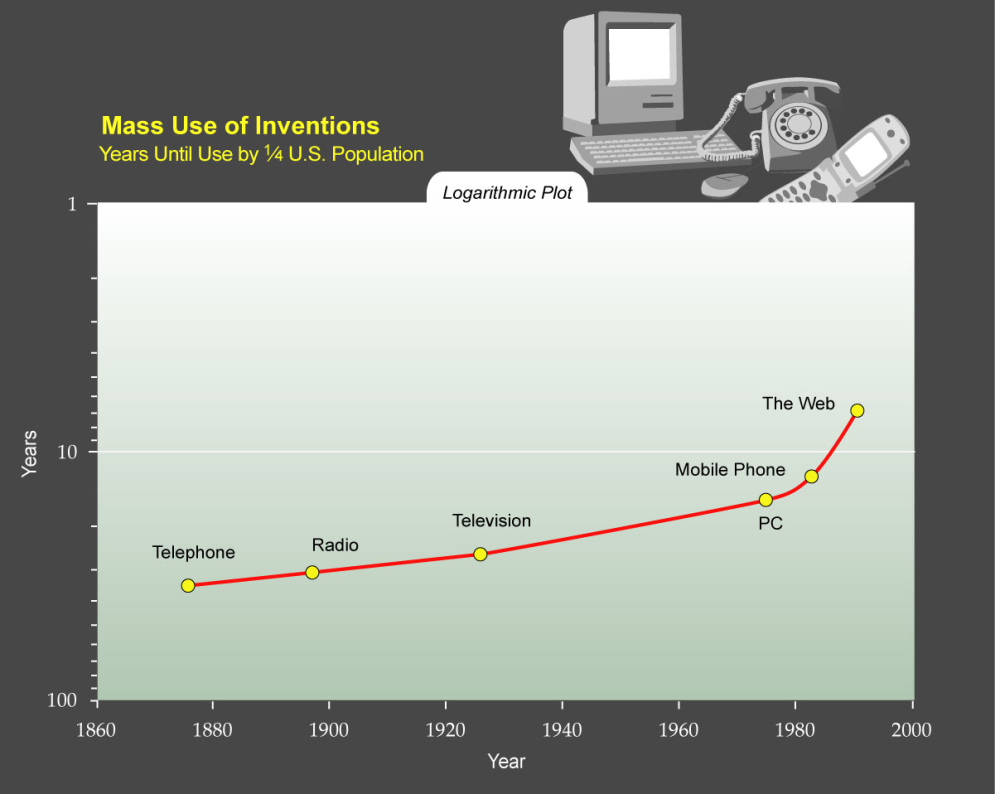 Mass Use of Inventions
Years Until Use by ¼ U.S. Population
Logarithmic Plot
1
The Web
10
Years
Mobile Phone
PC
Television
Radio
Telephone
100
1860 1880 1900 1920 1940 1960 1980 2000
Year